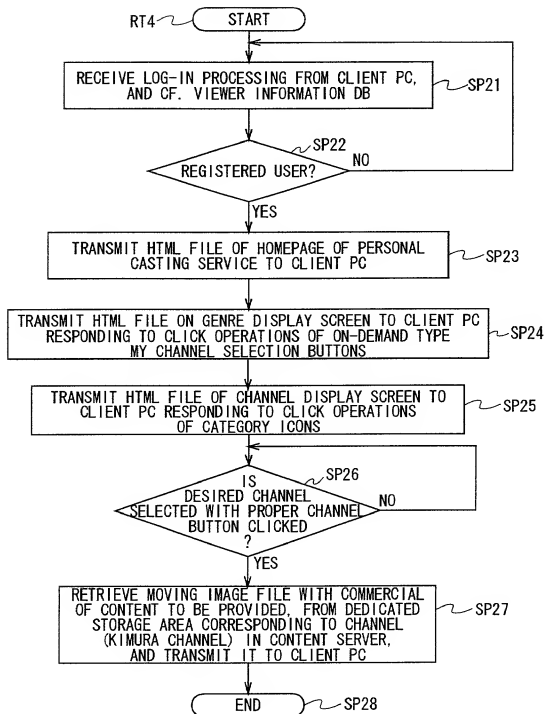 RT4
START
RECEIVE LOG-IN PROCESSING FROM CLIENT PC,
AND CF. VIEWER INFORMATION DB
SP21
SP22
REGISTERED USER?
NO
YES
TRANSMIT HTML FILE OF HOMEPAGE OF PERSONAL
CASTING SERVICE TO CLIENT PC
SP23
TRANSMIT HTML FILE ON GENRE DISPLAY SCREEN TO CLIENT PC
RESPONDING TO CLICK OPERATIONS OF ON-DEMAND TYPE
MY CHANNEL SELECTION BUTTONS
SP24
TRANSMIT HTML FILE OF CHANNEL DISPLAY SCREEN TO
CLIENT PC RESPONDING TO CLICK OPERATIONS
OF CATEGORY ICONS
SP25
SP26
IS
DESIRED CHANNEL
SELECTED WITH PROPER CHANNEL
BUTTON CLICKED
?
NO
YES
RETRIEVE MOVING IMAGE FILE WITH COMMERCIAL
OF CONTENT TO BE PROVIDED, FROM DEDICATED
STORAGE AREA CORRESPONDING TO CHANNEL
(KIMURA CHANNEL) IN CONTENT SERVER,
AND TRANSMIT IT TO CLIENT PC
SP27
END
SP28